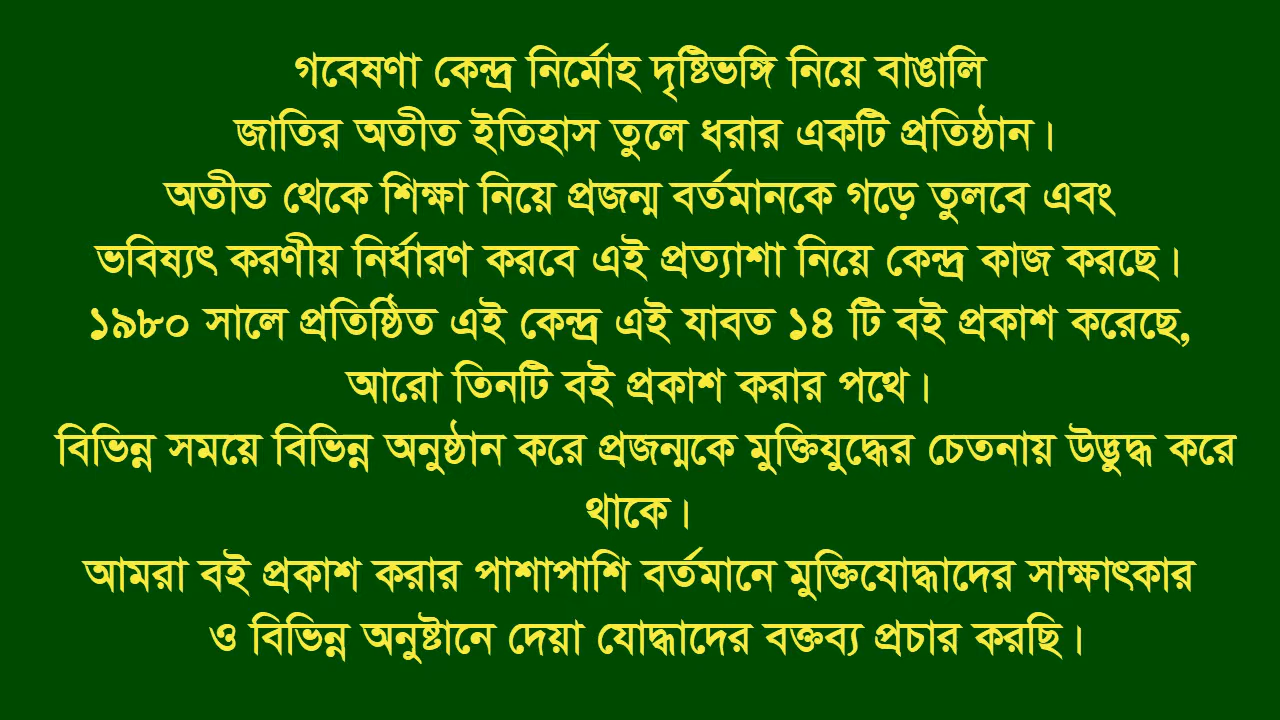 গবেষণা কেন্দ্র নির্মোহ দৃষ্টিভঙ্গি নিয়ে বাঙালি
জাতির অতীত ইতিহাস তুলে ধরার একটি প্রতিষ্ঠান।
অতীত থেকে শিক্ষা নিয়ে প্রজন্ম বর্তমানকে গড়ে তুলবে এবং
ভবিষ্যৎ করণীয় নির্ধারণ করবে এই প্রত্যাশা নিয়ে কেন্দ্র কাজ করছে।
১৯৮০ সালে প্রতিষ্ঠিত এই কেন্দ্র এই যাবত ১৪ টি বই প্রকাশ করেছে,
আরো তিনটি বই প্রকাশ করার পথে।
বিভিন্ন সময়ে বিভিন্ন অনুষ্ঠান করে প্রজন্মকে মুক্তিযুদ্ধের চেতনায় উদ্ভুদ্ধ করে
থাকে।
আমরা বই প্রকাশ করার পাশাপাশি বর্তমানে মুক্তিযোদ্ধাদের সাক্ষাৎকার
ও বিভিন্ন অনুষ্টানে দেয়া যোদ্ধাদের বক্তব্য প্রচার করছি।